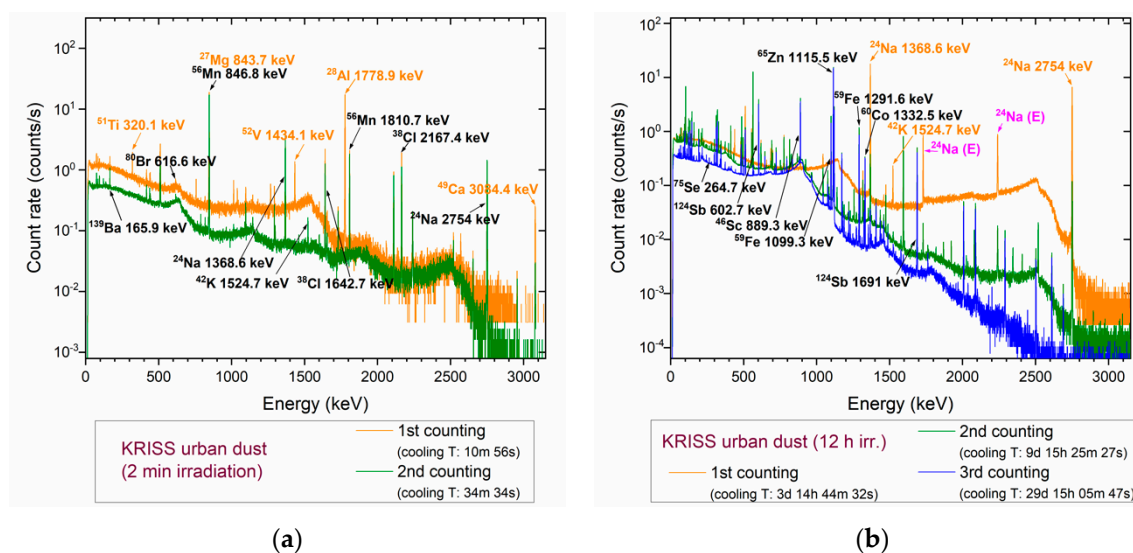 10²
10¹
10⁰
10⁻¹
10⁻²
10⁻³
Count rate (counts/s)
²⁷Mg 843.7 keV
⁵⁶Mn 846.8 keV
²⁸Al 1778.9 keV
⁵¹Ti 320.1 keV
⁵²V 1434.1 keV
⁵⁶Mn 1810.7 keV
³⁸Cl 2167.4 keV
⁸⁰Br 616.6 keV
⁴⁹Ca 3084.4 keV
¹³⁹Ba 165.9 keV
²⁴Na 2754 keV
²⁴Na 1368.6 keV
⁴²K 1524.7 keV
³⁸Cl 1642.7 keV
0 500 1000 1500 2000 2500 3000
Energy (keV)
KRISS urban dust
(2 min irradiation)
1st counting
(cooling T: 10m 56s)
2nd counting
(cooling T: 34m 34s)
(a)
10²
10¹
10⁰
10⁻¹
10⁻²
10⁻³
10⁻⁴
Count rate (counts/s)
⁶⁵Zn 1115.5 keV
²⁴Na 1368.6 keV
²⁴Na 2754 keV
⁵⁹Fe 1291.6 keV
⁶⁰Co 1332.5 keV
²⁴Na (E)
⁴²K 1524.7 keV
²⁴Na (E)
⁷⁵Se 264.7 keV
¹²⁴Sb 602.7 keV
⁴⁶Sc 889.3 keV
⁵⁹Fe 1099.3 keV
¹²⁴Sb 1691 keV
0 500 1000 1500 2000 2500 3000
Energy (keV)
KRISS urban dust (12 h irr.)
1st counting
(cooling T: 3d 14h 44m 32s)
2nd counting
(cooling T: 9d 15h 25m 27s)
3rd counting
(cooling T: 29d 15h 05m 47s)
(b)